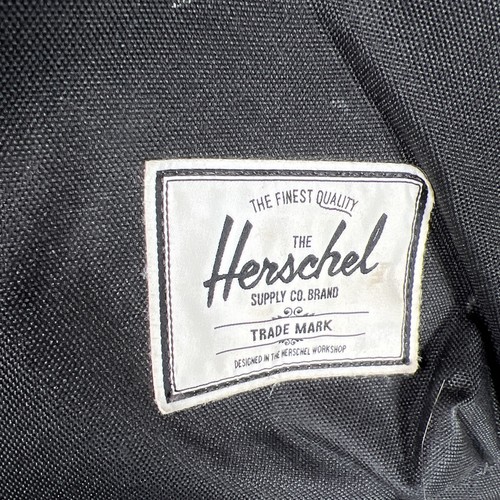 THE FINEST QUALITY
THE
Herschel
SUPPLY CO. BRAND
TRADE MARK
DESIGNED IN THE HERSCHEL WORKSHOP